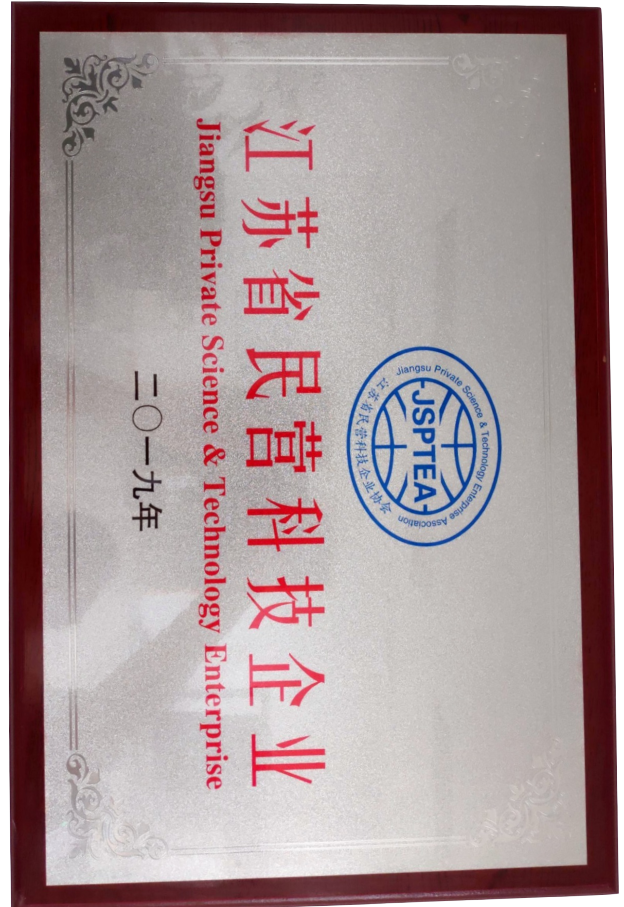 Jiangsu Private Science & Technology Enterprise Association
JSPTEA
江苏省民营科技企业协会
江苏省民营科技企业
Jiangsu Private Science & Technology Enterprise
二〇一九年